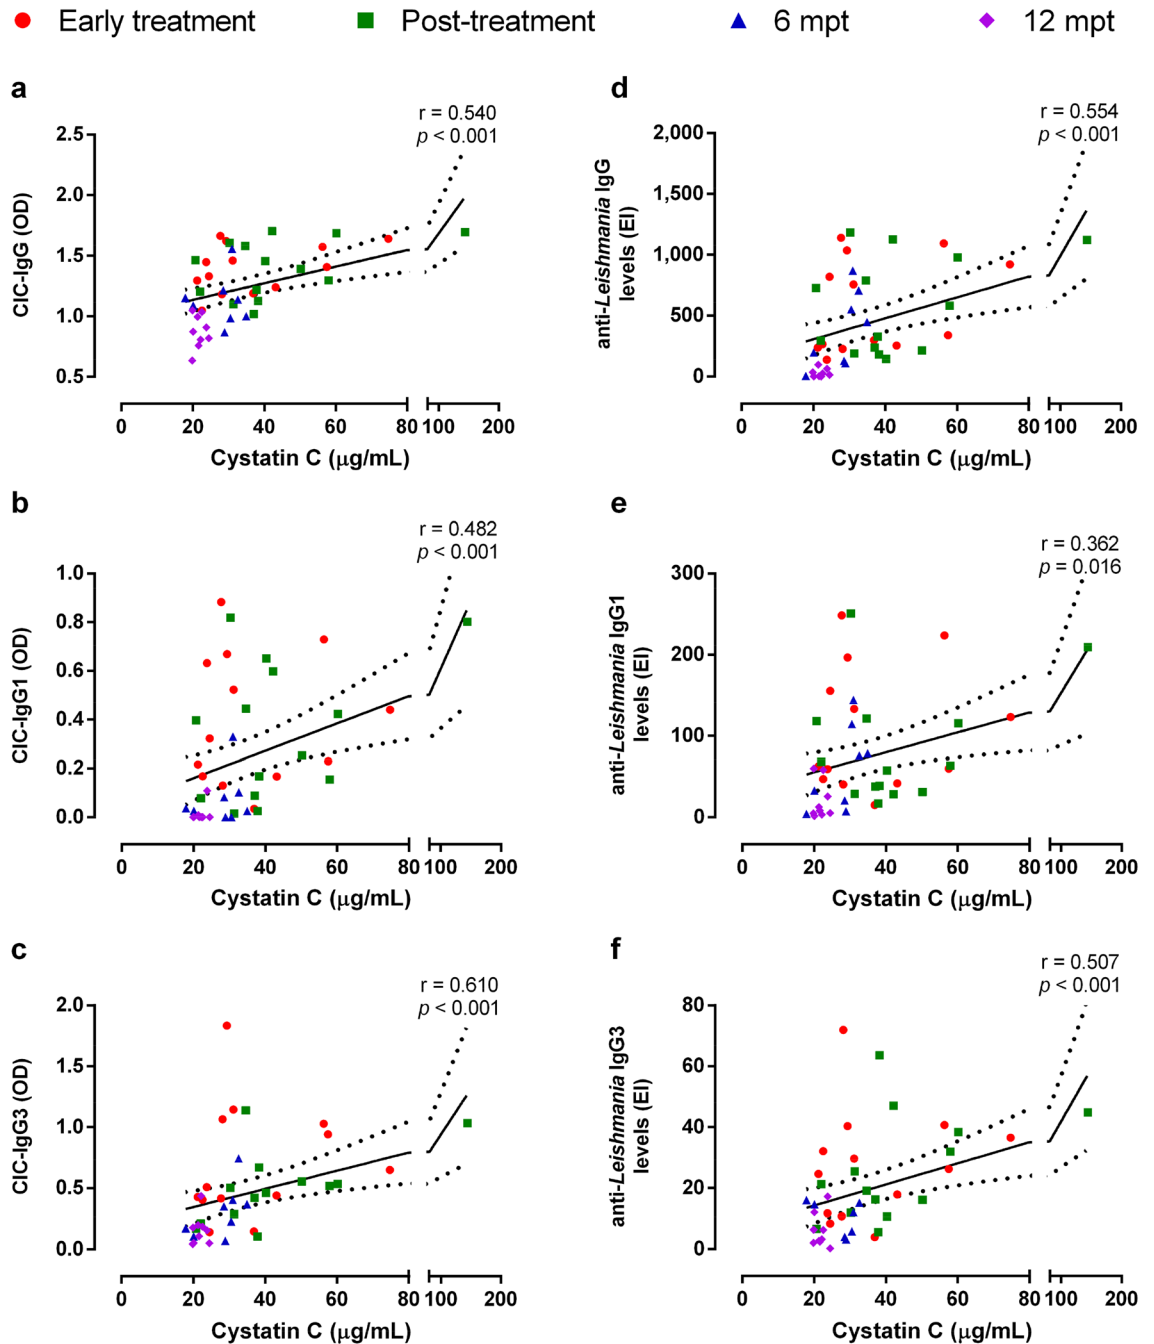 Early treatment Post-treatment 6 mpt 12 mpt
a
r = 0.540
p < 0.001
CIC-IgG (OD)
2.5
2.0
1.5
1.0
0.5
0 20 40 60 80 100 200
Cystatin C (μg/mL)
d
r = 0.554
p < 0.001
anti-Leishmania IgG
levels (EI)
2,000
1,500
1,000
500
0
0 20 40 60 80 100 200
Cystatin C (μg/mL)
b
r = 0.482
p < 0.001
CIC-IgG1 (OD)
1.0
0.8
0.6
0.4
0.2
0.0
0 20 40 60 80 100 200
Cystatin C (μg/mL)
e
r = 0.362
p = 0.016
anti-Leishmania IgG1
levels (EI)
300
200
100
0
0 20 40 60 80 100 200
Cystatin C (μg/mL)
c
r = 0.610
p < 0.001
CIC-IgG3 (OD)
2.0
1.5
1.0
0.5
0.0
0 20 40 60 80 100 200
Cystatin C (μg/mL)
f
r = 0.507
p < 0.001
anti-Leishmania IgG3
levels (EI)
80
60
40
20
0
0 20 40 60 80 100 200
Cystatin C (μg/mL)